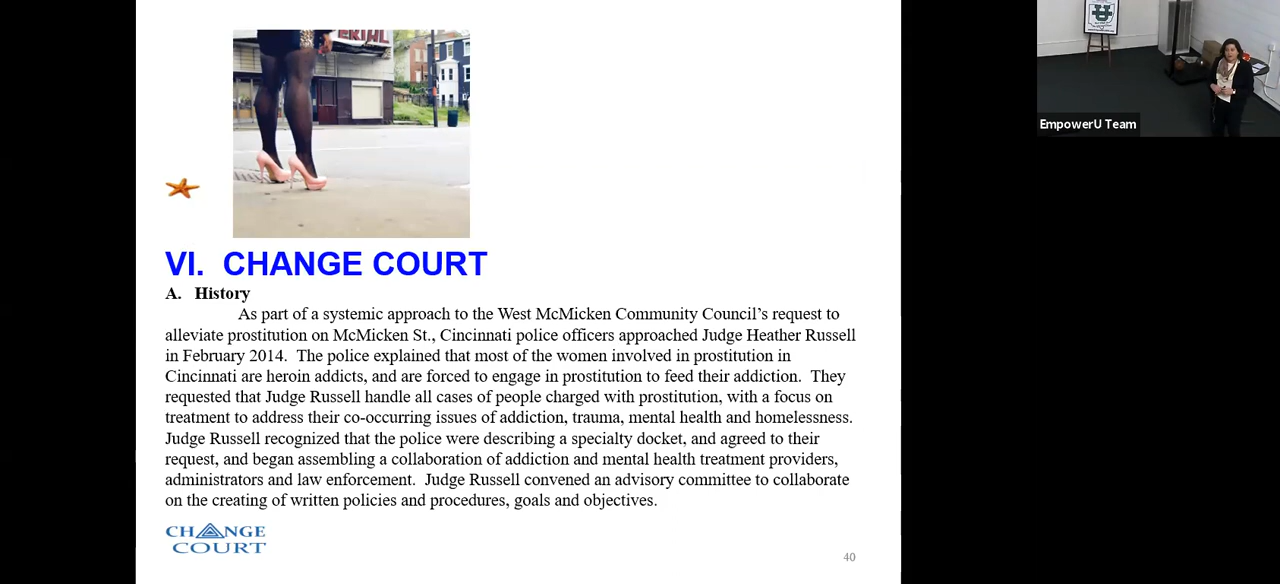 ERIAL
EmpowerU Team
VI. CHANGE COURT
A. History
As part of a systemic approach to the West McMicken Community Council’s request to
alleviate prostitution on McMicken St., Cincinnati police officers approached Judge Heather Russell
in February 2014. The police explained that most of the women involved in prostitution in
Cincinnati are heroin addicts, and are forced to engage in prostitution to feed their addiction. They
requested that Judge Russell handle all cases of people charged with prostitution, with a focus on
treatment to address their co-occurring issues of addiction, trauma, mental health and homelessness.
Judge Russell recognized that the police were describing a specialty docket, and agreed to their
request, and began assembling a collaboration of addiction and mental health treatment providers,
administrators and law enforcement. Judge Russell convened an advisory committee to collaborate
on the creating of written policies and procedures, goals and objectives.
CHANGE
COURT
40